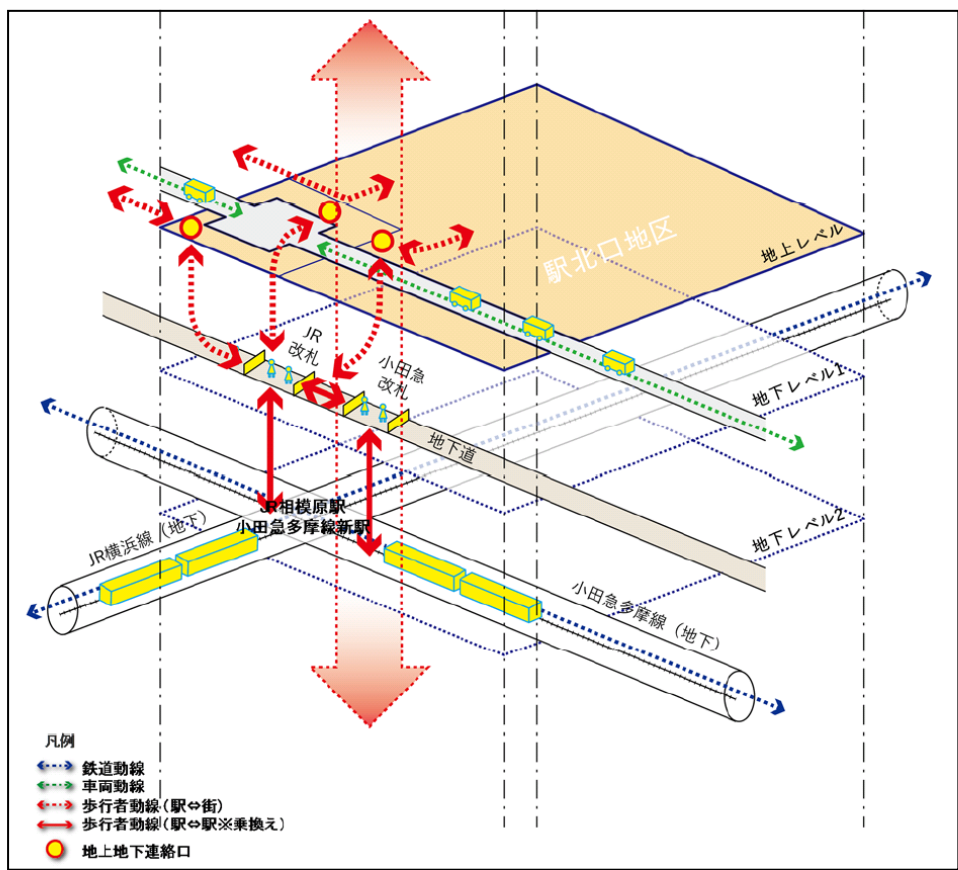 駅北口地区
地上レベル
JR
改札
小田急
改札
地下レベル1
地下道
JR相模原駅
小田急多摩線新駅
地下レベル2
JR横浜線（地下）
小田急多摩線（地下）
凡例
鉄道動線
車両動線
歩行者動線（駅⇔街）
歩行者動線（駅⇔駅※乗換え）
地上地下連絡口